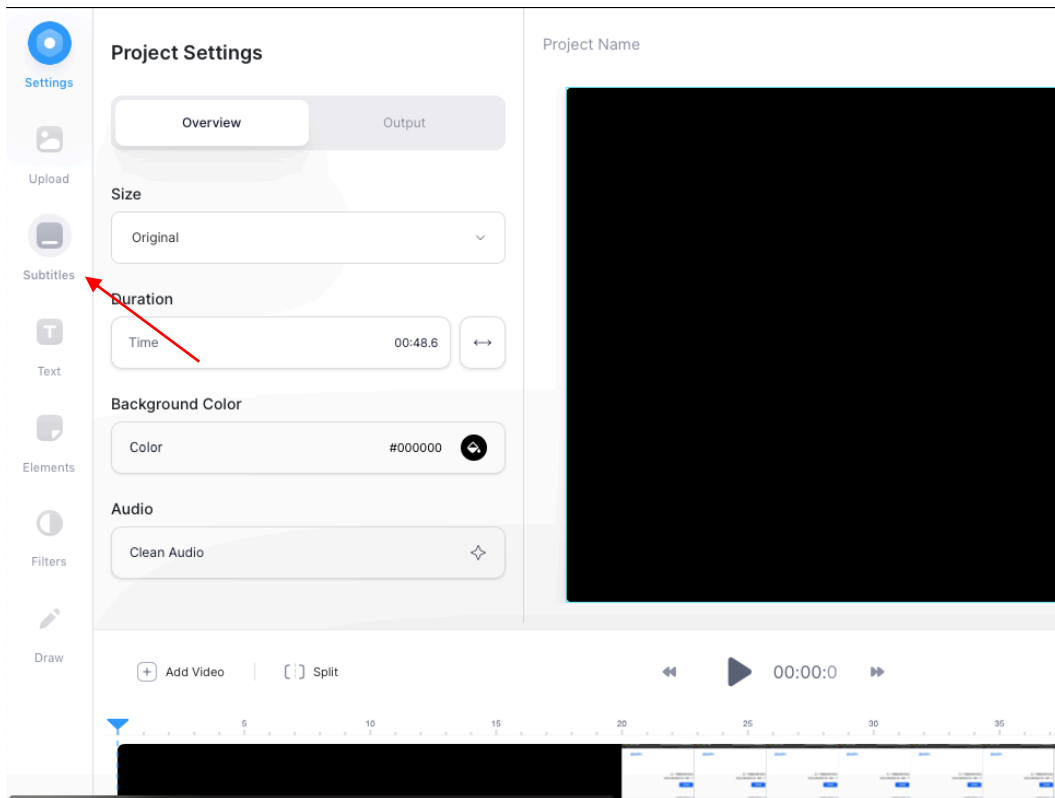 Settings
Upload
Subtitles
Text
Elements
Filters
Draw
Project Settings
Overview
Output
Size
Original
Duration
Time
00:48.6
Background Color
Color
#000000
Audio
Clean Audio
Project Name
Add Video
Split
00:00:0
5
10
15
20
25
30
35